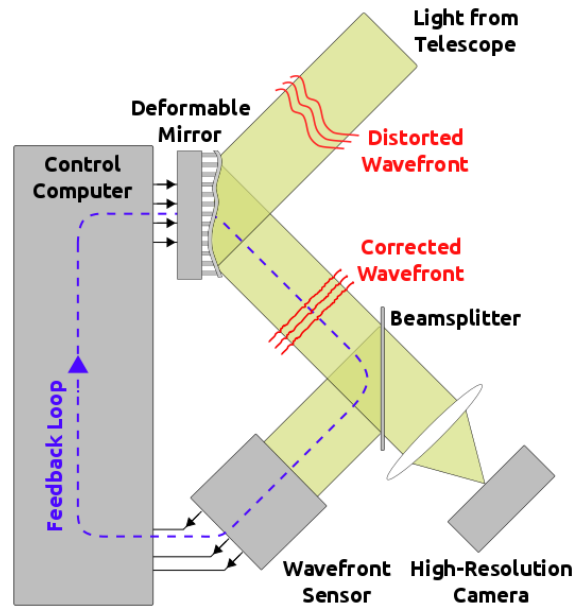 Light from
Telescope
Deformable
Mirror
Distorted
Wavefront
Control
Computer
Corrected
Wavefront
Beamsplitter
Feedback Loop
Wavefront
Sensor
High-Resolution
Camera